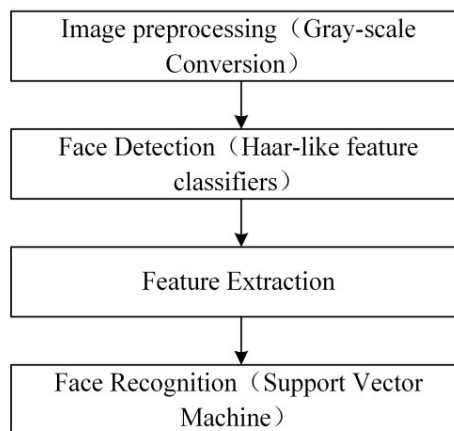 Image preprocessing（Gray-scale
Conversion）
Face Detection（Haar-like feature
classifiers）
Feature Extraction
Face Recognition（Support Vector
Machine）